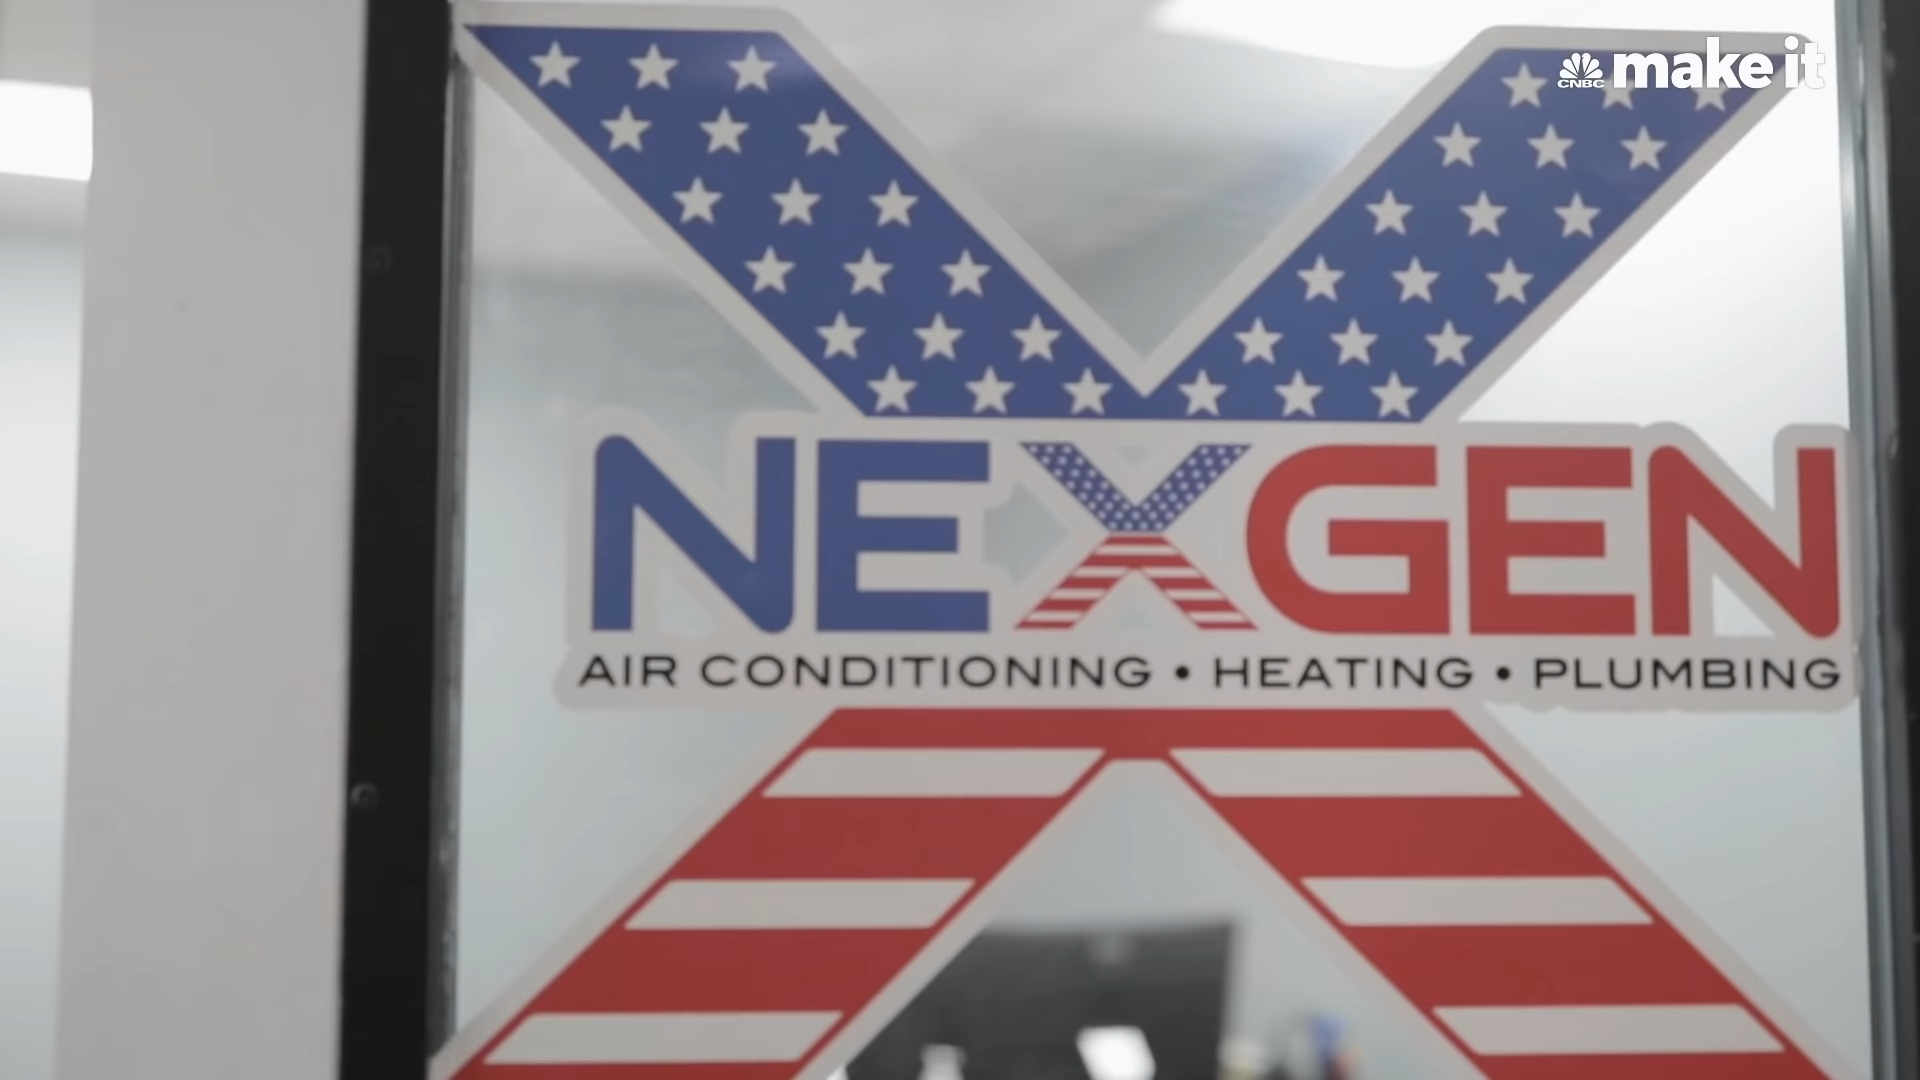 CNBC make it
NEXGEN
AIR CONDITIONING • HEATING • PLUMBING